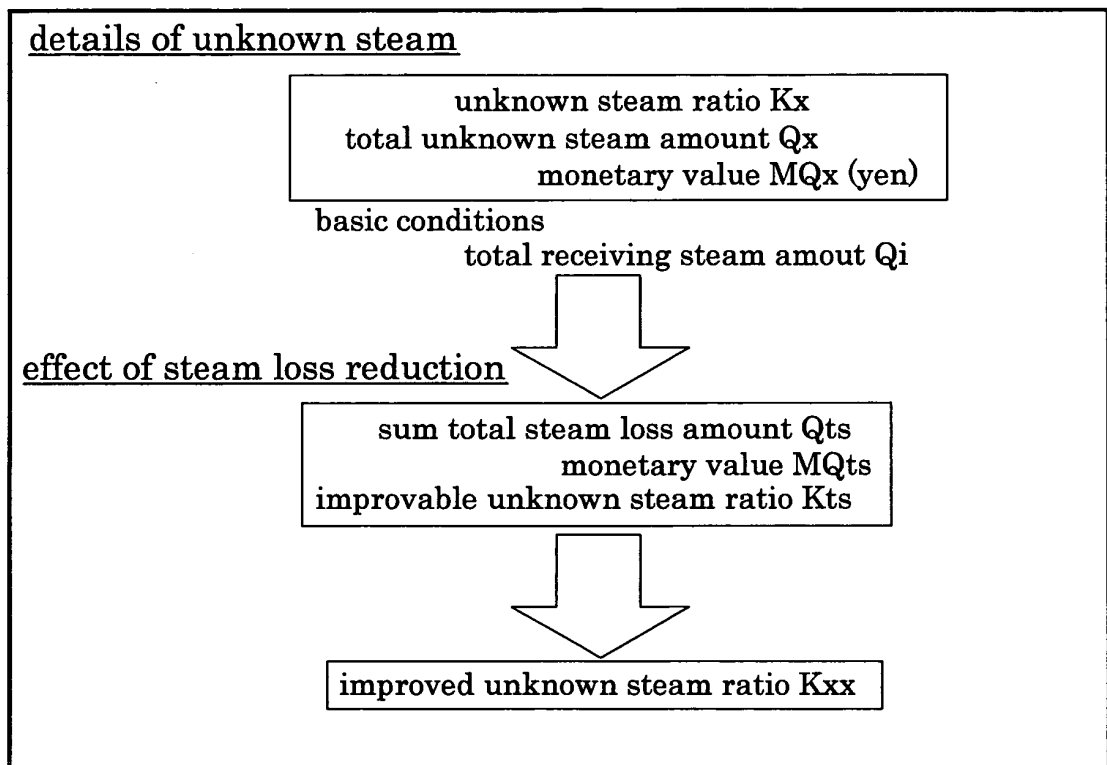 details of unknown steam
unknown steam ratio Kx
total unknown steam amount Qx
monetary value MQx (yen)
basic conditions
total receiving steam amout Qi
effect of steam loss reduction
sum total steam loss amount Qts
monetary value MQts
improvable unknown steam ratio Kts
improved unknown steam ratio Kxx